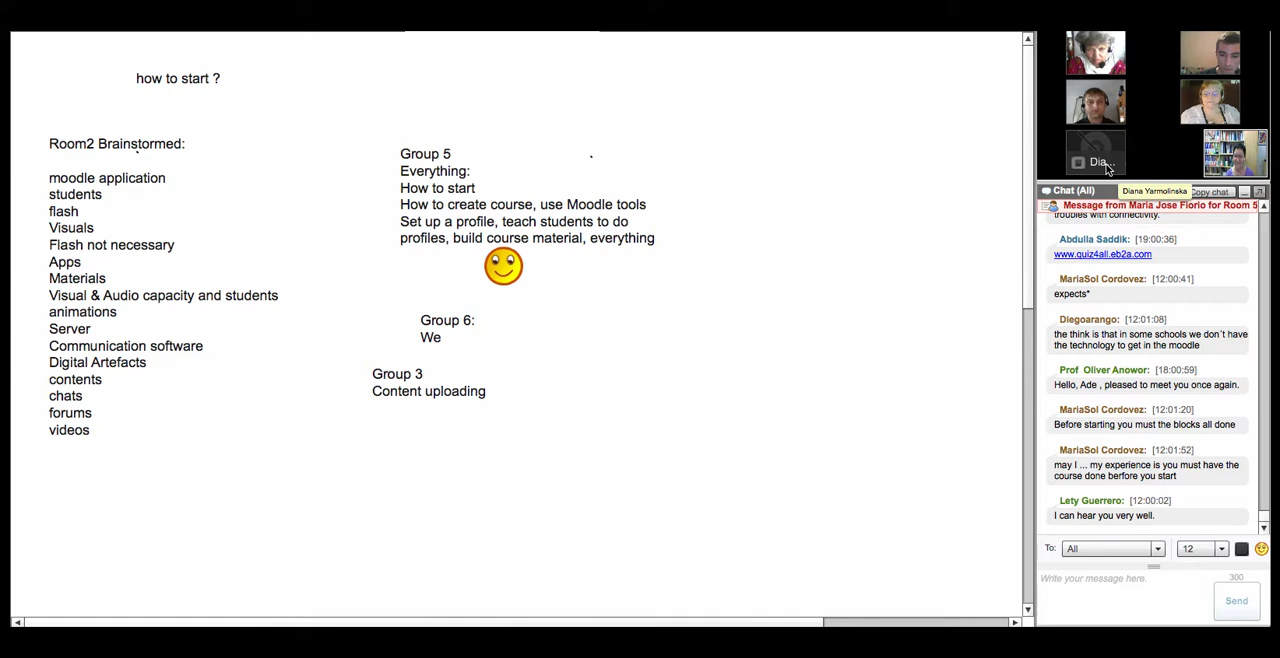 how to start ?
Room2 Brainstormed:
moodle application
students
flash
Visuals
Flash not necessary
Apps
Materials
Visual & Audio capacity and students
animations
Server
Communication software
Digital Artefacts
contents
chats
forums
videos
Group 5
Everything:
How to start
How to create course, use Moodle tools
Set up a profile, teach students to do
profiles, build course material, everything
Group 6:
We
Group 3
Content uploading
Dia...
Diana Yarmolinska
Chat (All)
Copy chat
Message from Maria Jose Fiorio for Room 5
troubles with connectivity.
Abdulla Saddik: [19:00:36]
www.quiz4all.eb2a.com
MariaSol Cordovez: [12:00:41]
expects*
Diegoarango: [12:01:08]
the think is that in some schools we don´t have
the technology to get in the moodle
Prof Oliver Anowor: [18:00:59]
Hello, Ade , pleased to meet you once again.
MariaSol Cordovez: [12:01:20]
Before starting you must the blocks all done
MariaSol Cordovez: [12:01:52]
may I ... my experience is you must have the
course done berfore you start
Lety Guerrero: [12:00:02]
I can hear you very well.
To: All 12
Write your message here. 300
Send